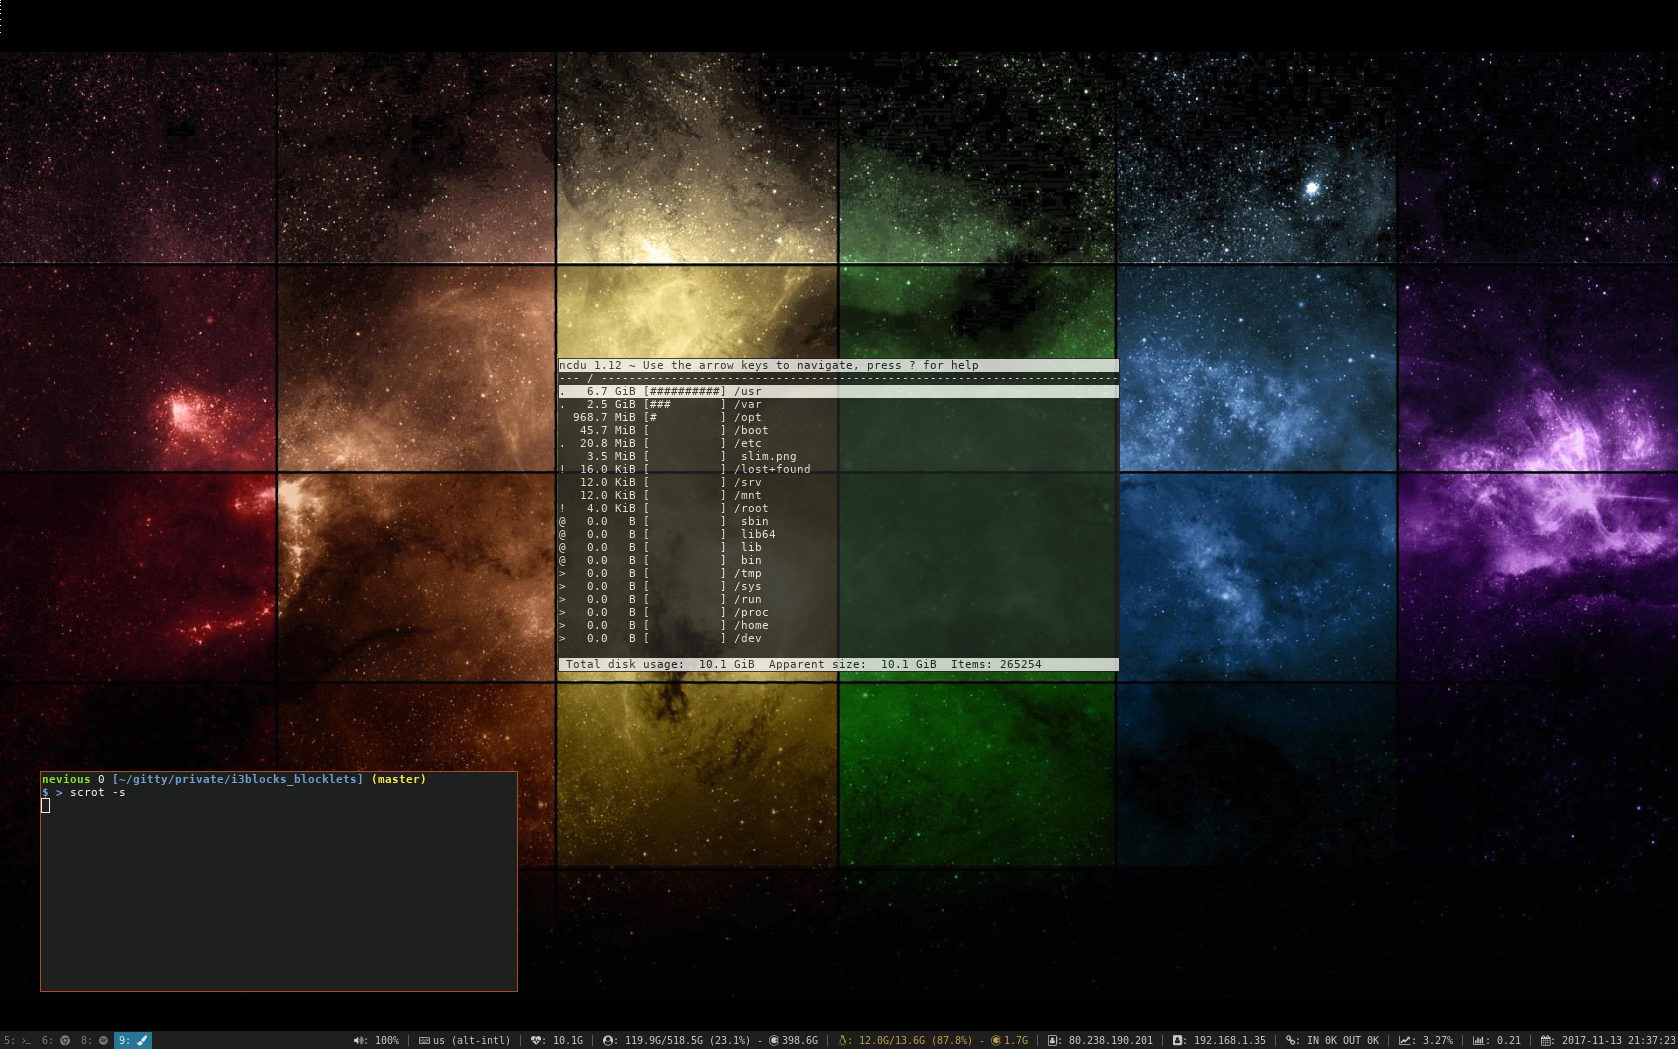 ncdu 1.12 ~ Use the arrow keys to navigate, press ? for help
--- / --------------------------------------------------------------------------
.   6.7 GiB [##########] /usr
.   2.5 GiB [###       ] /var
  968.7 MiB [#         ] /opt
   45.7 MiB [          ] /boot
.  20.8 MiB [          ] /etc
    3.5 MiB [          ]  slim.png
!  16.0 KiB [          ] /lost+found
   12.0 KiB [          ] /srv
   12.0 KiB [          ] /mnt
!   4.0 KiB [          ] /root
@   0.0   B [          ]  sbin
@   0.0   B [          ]  lib64
@   0.0   B [          ]  lib
@   0.0   B [          ]  bin
>   0.0   B [          ] /tmp
>   0.0   B [          ] /sys
>   0.0   B [          ] /run
>   0.0   B [          ] /proc
>   0.0   B [          ] /home
>   0.0   B [          ] /dev
Total disk usage:  10.1 GiB  Apparent size:  10.1 GiB  Items: 265254
nevious 0 [~/gitty/private/i3blocks_blocklets] (master)
$ > scrot -s
5: >_ 6: 8: 9: : 100% | us (alt-intl) | : 10.1G | : 119.9G/518.5G (23.1%) - 398.6G | : 12.0G/13.6G (87.8%) - 1.7G | : 80.238.190.201 | : 192.168.1.35 | : IN 0K OUT 0K | : 3.27% | : 0.21 | : 2017-11-13 21:37:23